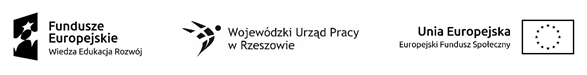 Fundusze
Europejskie
Wiedza Edukacja Rozwój
Wojewódzki Urząd Pracy
w Rzeszowie
Unia Europejska
Europejski Fundusz Społeczny